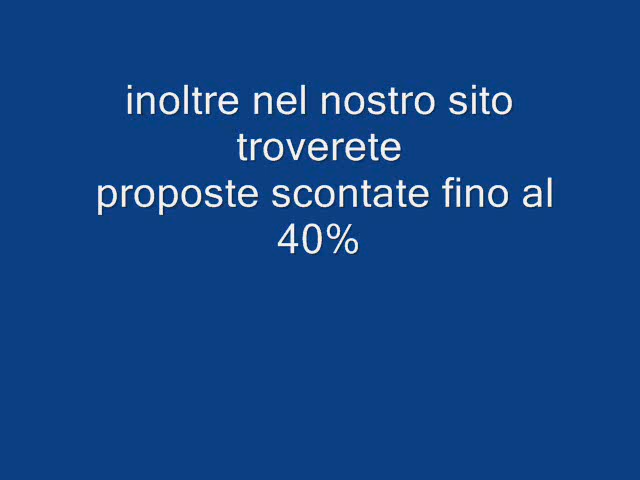 inoltre nel nostro sito
troverete
proposte scontate fino al
40%